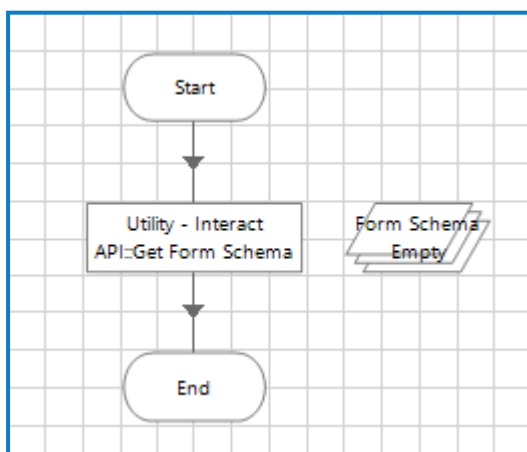 Start
Utility - Interact
API::Get Form Schema
Form Schema
Empty
End